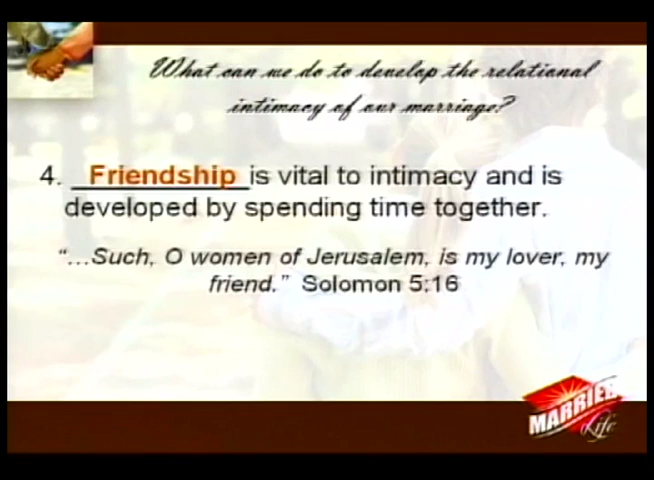 What can we do to develop the relational
intimacy of our marriage?
4. Friendship is vital to intimacy and is
developed by spending time together.
“…Such, O women of Jerusalem, is my lover, my
friend.” Solomon 5:16
MARRIED
Life